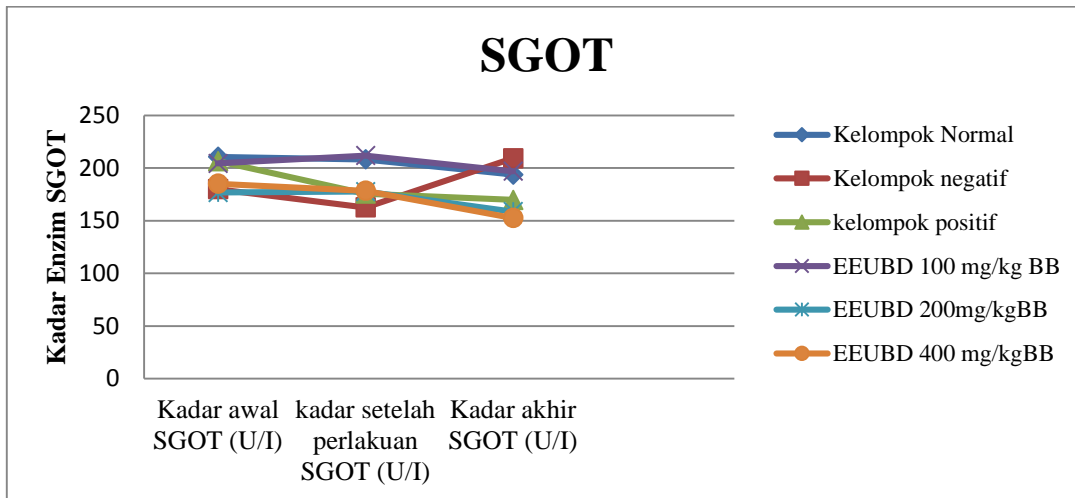 SGOT
Kadar Enzim SGOT
250
200
150
100
50
0
Kadar awal
SGOT (U/I)
kadar setelah
perlakuan
SGOT (U/I)
Kadar akhir
SGOT (U/I)
Kelompok Normal
Kelompok negatif
kelompok positif
EEUBD 100 mg/kg BB
EEUBD 200mg/kgBB
EEUBD 400 mg/kgBB